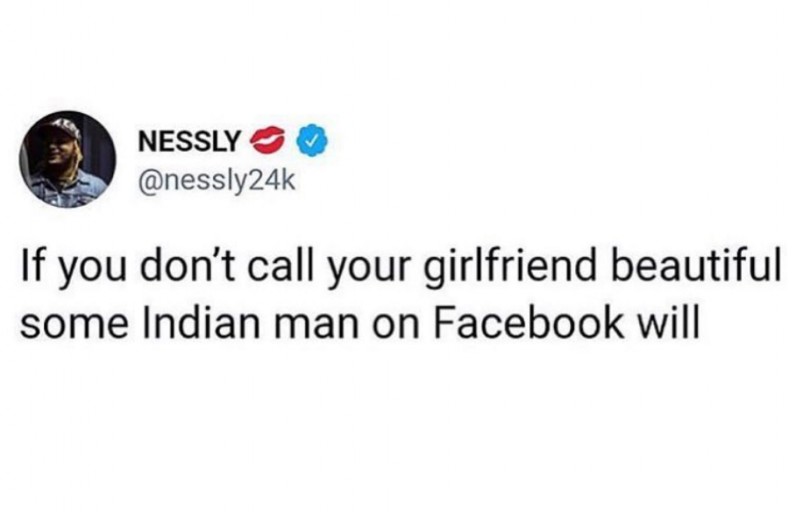 NESSLY 💋
@nessly24k
If you don't call your girlfriend beautiful
some Indian man on Facebook will